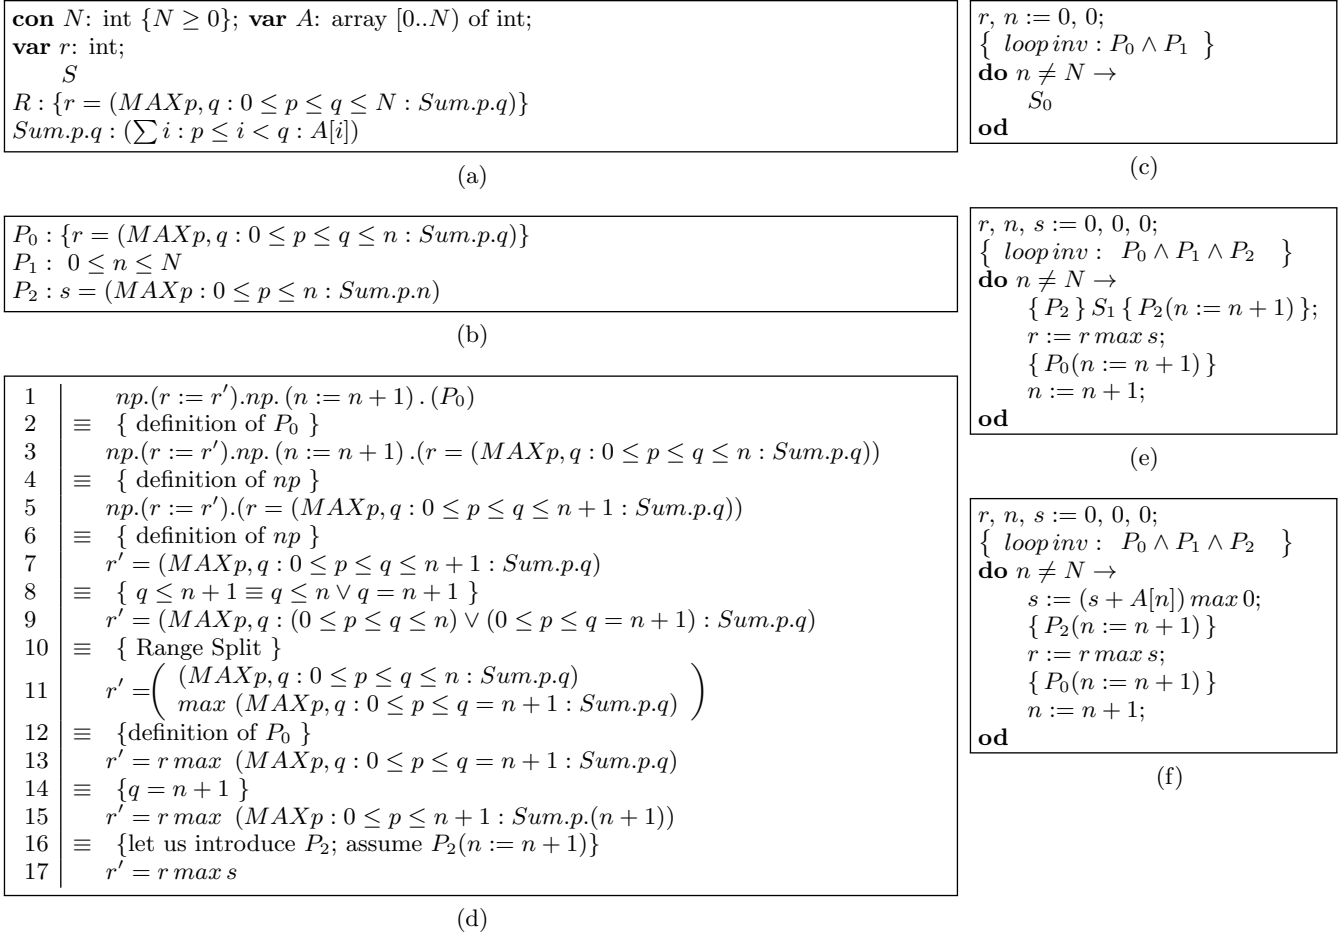 con N: int {N ≥ 0}; var A: array [0..N) of int;
var r: int;
S
R : {r = (MAXp, q : 0 ≤ p ≤ q ≤ N : Sum.p.q)}
Sum.p.q : (∑ i : p ≤ i < q : A[i])
(a)
P₀ : {r = (MAXp, q : 0 ≤ p ≤ q ≤ n : Sum.p.q)}
P₁ : 0 ≤ n ≤ N
P₂ : s = (MAXp : 0 ≤ p ≤ n : Sum.p.n)
(b)
1 np.(r := r′).np. (n := n + 1) . (P₀)
2 ≡ { definition of P₀ }
3 np.(r := r′).np. (n := n + 1) .(r = (MAXp, q : 0 ≤ p ≤ q ≤ n : Sum.p.q))
4 ≡ { definition of np }
5 np.(r := r′).(r = (MAXp, q : 0 ≤ p ≤ q ≤ n + 1 : Sum.p.q))
6 ≡ { definition of np }
7 r′ = (MAXp, q : 0 ≤ p ≤ q ≤ n + 1 : Sum.p.q)
8 ≡ { q ≤ n + 1 ≡ q ≤ n ∨ q = n + 1 }
9 r′ = (MAXp, q : (0 ≤ p ≤ q ≤ n) ∨ (0 ≤ p ≤ q = n + 1) : Sum.p.q)
10 ≡ { Range Split }
11 r′ = ( (MAXp, q : 0 ≤ p ≤ q ≤ n : Sum.p.q)
max (MAXp, q : 0 ≤ p ≤ q = n + 1 : Sum.p.q) )
12 ≡ {definition of P₀ }
13 r′ = r max (MAXp, q : 0 ≤ p ≤ q = n + 1 : Sum.p.q)
14 ≡ {q = n + 1 }
15 r′ = r max (MAXp : 0 ≤ p ≤ n + 1 : Sum.p.(n + 1))
16 ≡ {let us introduce P₂; assume P₂(n := n + 1)}
17 r′ = r max s
(d)
r, n := 0, 0;
{ loop inv : P₀ ∧ P₁ }
do n ≠ N →
S₀
od
(c)
r, n, s := 0, 0, 0;
{ loop inv : P₀ ∧ P₁ ∧ P₂ }
do n ≠ N →
{ P₂ } S₁ { P₂(n := n + 1) };
r := r max s;
{ P₀(n := n + 1) }
n := n + 1;
od
(e)
r, n, s := 0, 0, 0;
{ loop inv : P₀ ∧ P₁ ∧ P₂ }
do n ≠ N →
s := (s + A[n]) max 0;
{ P₂(n := n + 1) }
r := r max s;
{ P₀(n := n + 1) }
n := n + 1;
od
(f)